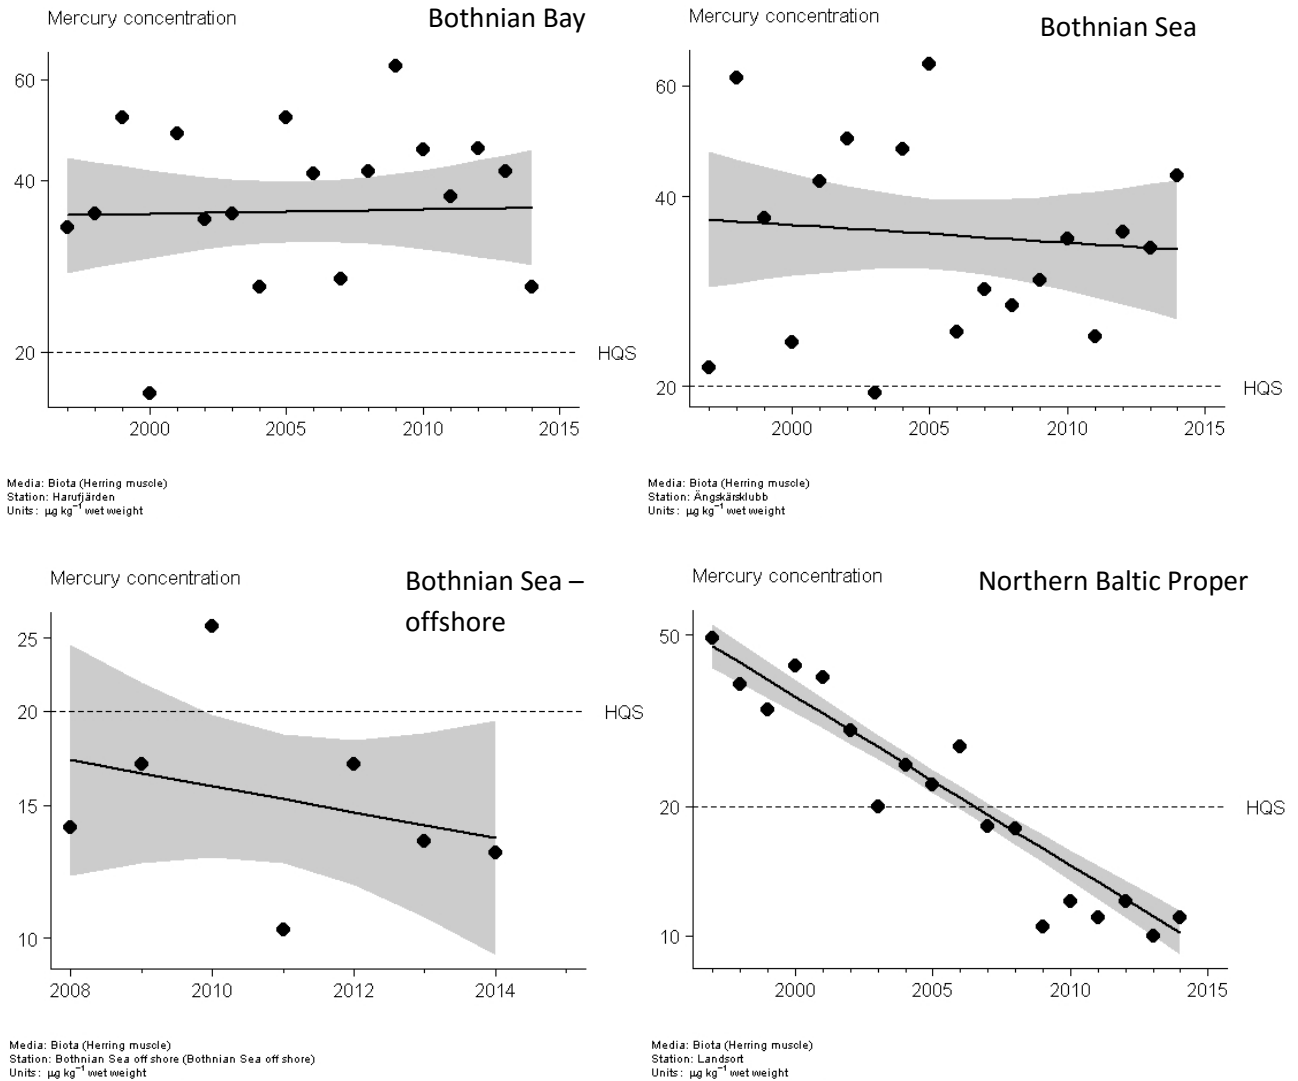 Mercury concentration
Bothnian Bay
60
40
20
HQS
2000 2005 2010 2015
Media: Biota (Herring muscle)
Station: Harufjärden
Units: µg kg⁻¹ wet weight
Mercury concentration
Bothnian Sea
60
40
20
HQS
2000 2005 2010 2015
Media: Biota (Herring muscle)
Station: Ängskärsklubb
Units: µg kg⁻¹ wet weight
Mercury concentration
Bothnian Sea –
offshore
25
20
HQS
15
10
2008 2010 2012 2014
Media: Biota (Herring muscle)
Station: Bothnian Sea off shore (Bothnian Sea off shore)
Units: µg kg⁻¹ wet weight
Mercury concentration
Northern Baltic Proper
50
20
HQS
10
2000 2005 2010 2015
Media: Biota (Herring muscle)
Station: Landsort
Units: µg kg⁻¹ wet weight